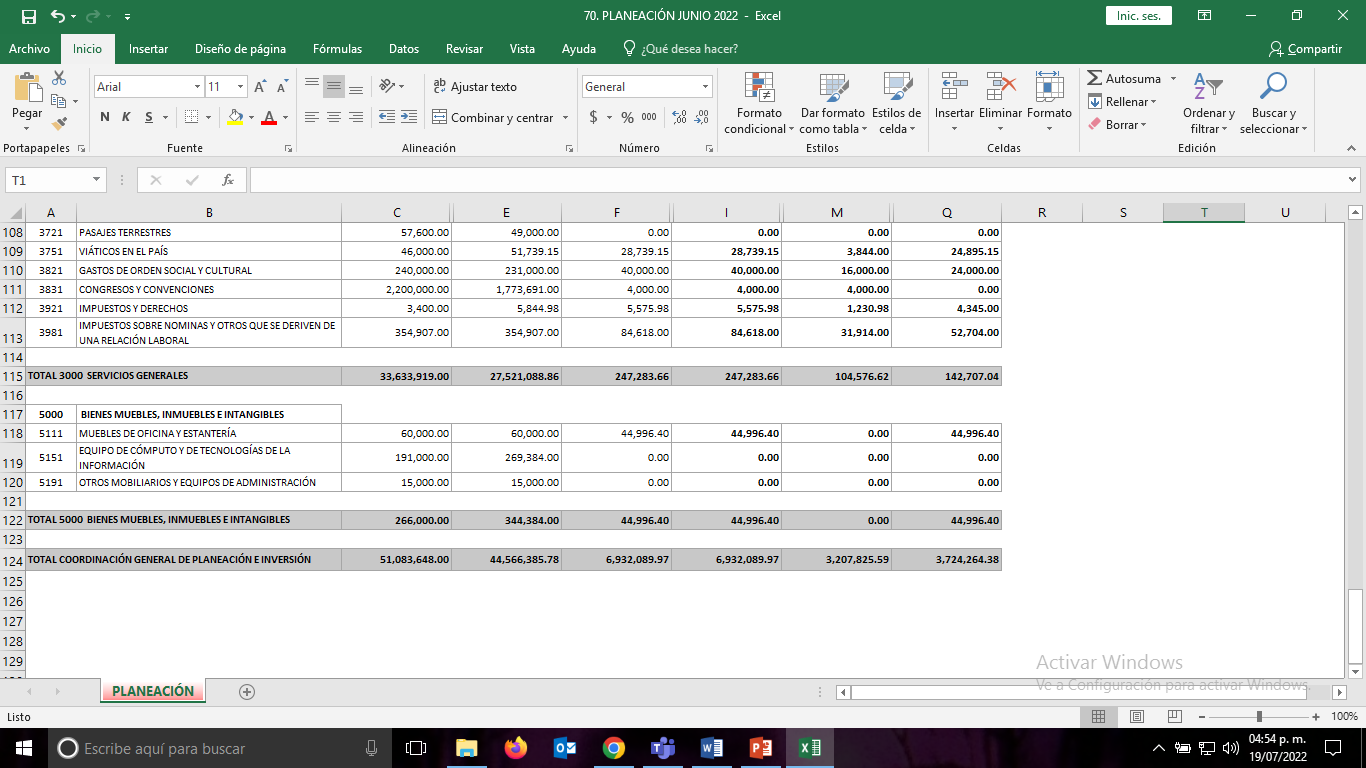 70. PLANEACIÓN JUNIO 2022 - Excel
Inic. ses.
Archivo Inicio Insertar Diseño de página Fórmulas Datos Revisar Vista Ayuda ¿Qué desea hacer? Compartir
Pegar
Arial 11 A A
N K S A
ab Ajustar texto
Combinar y centrar
General
$ % 000
Formato condicional
Dar formato como tabla
Estilos de celda
Insertar Eliminar Formato
Autosuma
Rellenar
Borrar
Ordenar y filtrar
Buscar y seleccionar
Portapapeles Fuente Alineación Número Estilos Celdas Edición
T1 fx
A B C E F I M Q R S T U
108 3721 PASAJES TERRESTRES 57,600.00 49,000.00 0.00 0.00 0.00 0.00
109 3751 VIÁTICOS EN EL PAÍS 46,000.00 51,739.15 28,739.15 28,739.15 3,844.00 24,895.15
110 3821 GASTOS DE ORDEN SOCIAL Y CULTURAL 240,000.00 231,000.00 40,000.00 40,000.00 16,000.00 24,000.00
111 3831 CONGRESOS Y CONVENCIONES 2,200,000.00 1,773,691.00 4,000.00 4,000.00 4,000.00 0.00
112 3921 IMPUESTOS Y DERECHOS 3,400.00 5,844.98 5,575.98 5,575.98 1,230.98 4,345.00
113 3981 IMPUESTOS SOBRE NOMINAS Y OTROS QUE SE DERIVEN DE
UNA RELACIÓN LABORAL 354,907.00 354,907.00 84,618.00 84,618.00 31,914.00 52,704.00
114
115 TOTAL 3000 SERVICIOS GENERALES 33,633,919.00 27,521,088.86 247,283.66 247,283.66 104,576.62 142,707.04
116
117 5000 BIENES MUEBLES, INMUEBLES E INTANGIBLES
118 5111 MUEBLES DE OFICINA Y ESTANTERÍA 60,000.00 60,000.00 44,996.40 44,996.40 0.00 44,996.40
119 5151 EQUIPO DE CÓMPUTO Y DE TECNOLOGÍAS DE LA
INFORMACIÓN 191,000.00 269,384.00 0.00 0.00 0.00 0.00
120 5191 OTROS MOBILIARIOS Y EQUIPOS DE ADMINISTRACIÓN 15,000.00 15,000.00 0.00 0.00 0.00 0.00
121
122 TOTAL 5000 BIENES MUEBLES, INMUEBLES E INTANGIBLES 266,000.00 344,384.00 44,996.40 44,996.40 0.00 44,996.40
123
124 TOTAL COORDINACIÓN GENERAL DE PLANEACIÓN E INVERSIÓN 51,083,648.00 44,566,385.78 6,932,089.97 6,932,089.97 3,207,825.59 3,724,264.38
125
126
127
128
129
Activar Windows
Ve a Configuración para activar Windows.
PLANEACIÓN
Listo 100%
Escribe aquí para buscar
04:54 p. m.
19/07/2022